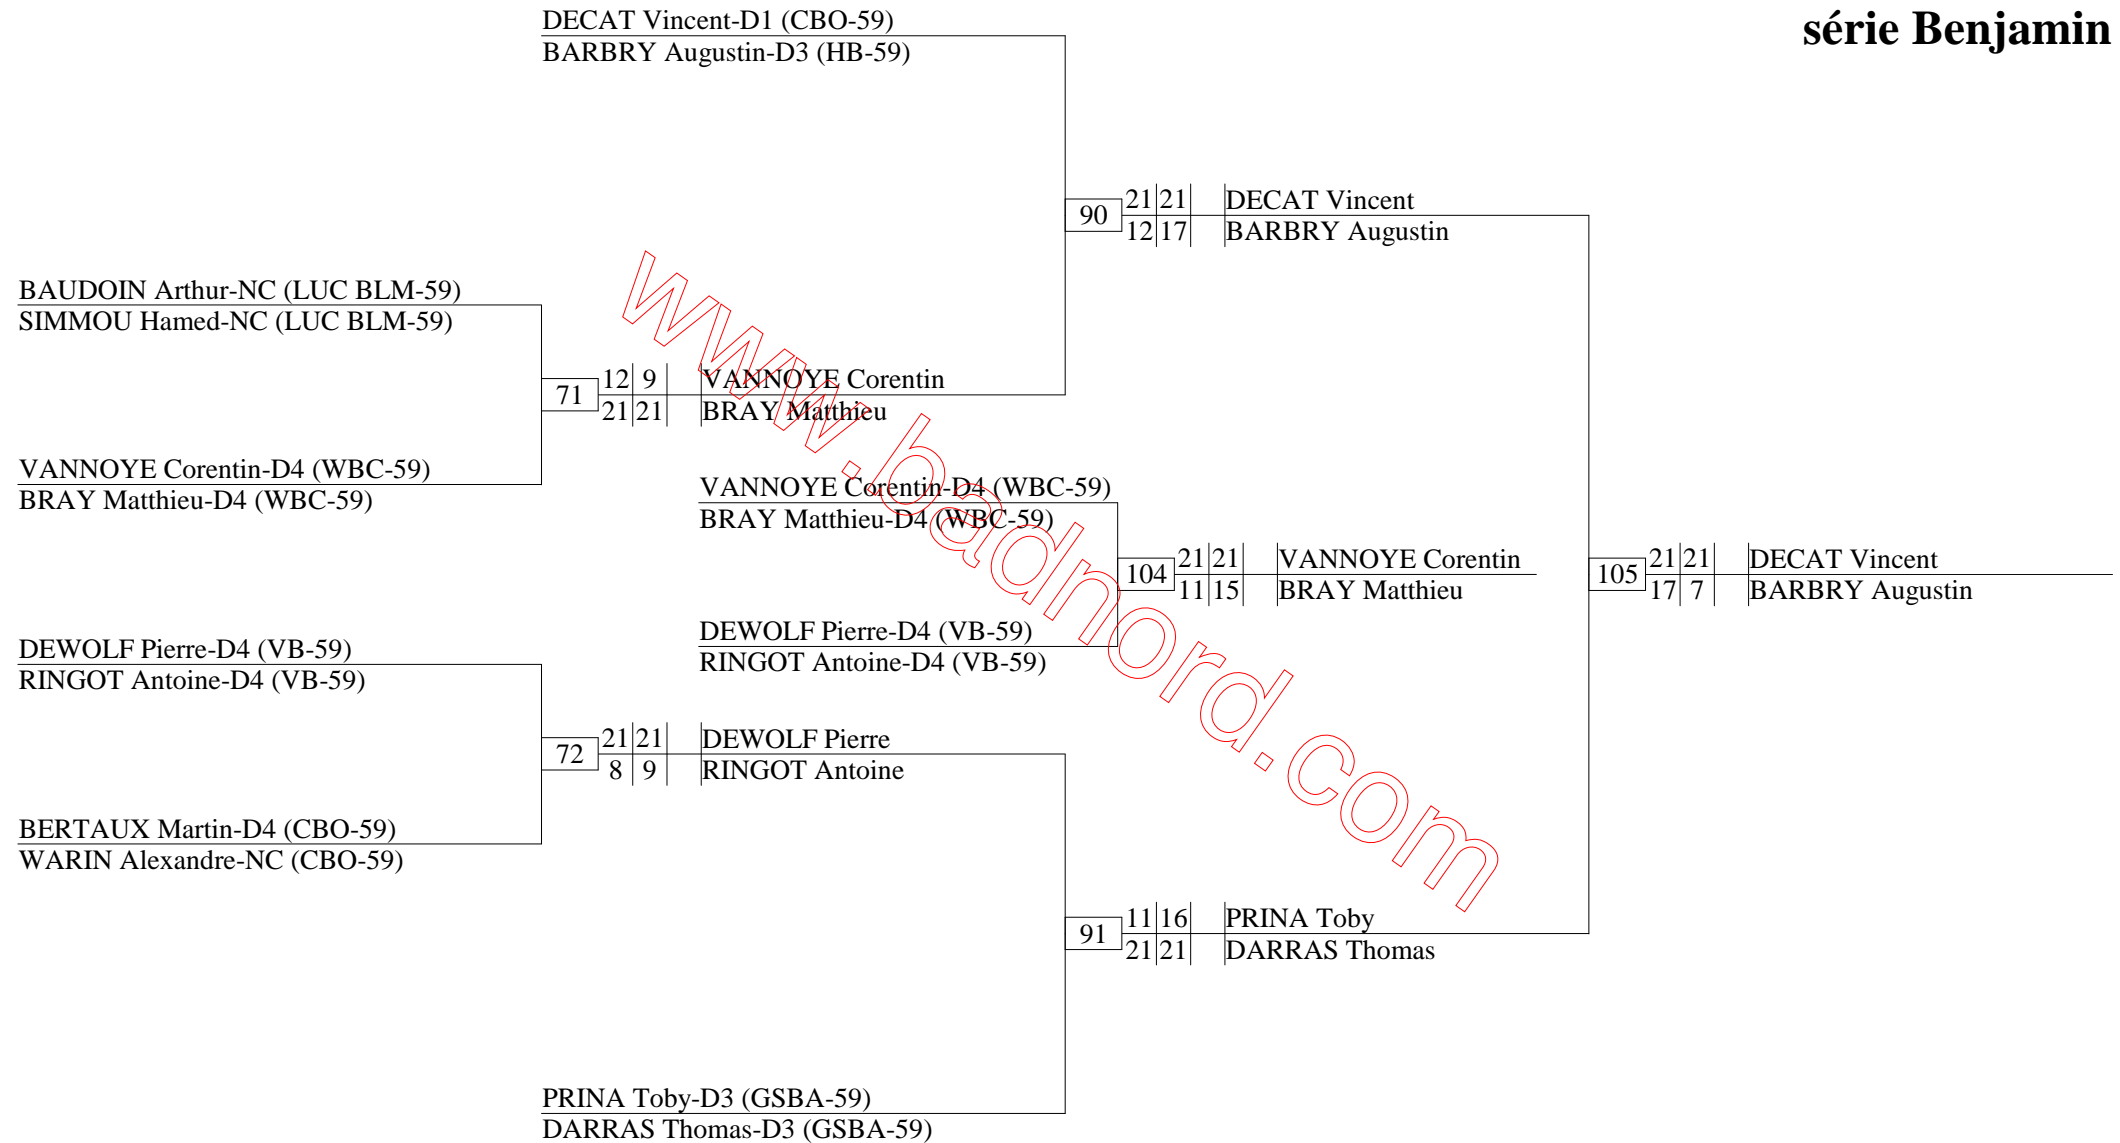 série Benjamin
DECAT Vincent-D1 (CBO-59)
BARBRY Augustin-D3 (HB-59)
90 21 21 DECAT Vincent
12 17 BARBRY Augustin
BAUDOIN Arthur-NC (LUC BLM-59)
SIMMOU Hamed-NC (LUC BLM-59)
71 12 9 VANNOYE Corentin
21 21 BRAY Matthieu
VANNOYE Corentin-D4 (WBC-59)
BRAY Matthieu-D4 (WBC-59)
VANNOYE Corentin-D4 (WBC-59)
BRAY Matthieu-D4 (WBC-59)
104 21 21 VANNOYE Corentin
11 15 BRAY Matthieu
105 21 21 DECAT Vincent
17 7 BARBRY Augustin
DEWOLF Pierre-D4 (VB-59)
RINGOT Antoine-D4 (VB-59)
DEWOLF Pierre-D4 (VB-59)
RINGOT Antoine-D4 (VB-59)
72 21 21 DEWOLF Pierre
8 9 RINGOT Antoine
BERTAUX Martin-D4 (CBO-59)
WARIN Alexandre-NC (CBO-59)
91 11 16 PRINA Toby
21 21 DARRAS Thomas
PRINA Toby-D3 (GSBA-59)
DARRAS Thomas-D3 (GSBA-59)
www.badnord.com